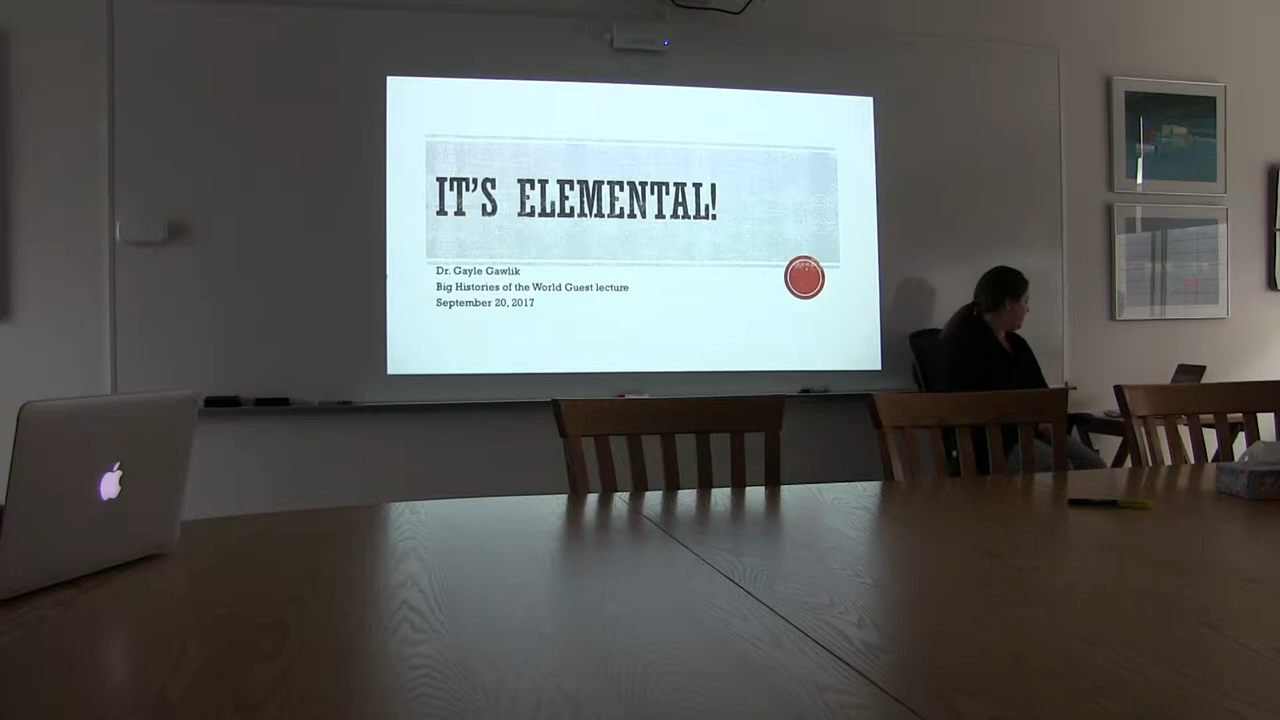 IT'S ELEMENTAL!
Dr. Gayle Gawlik
Big Histories of the World Guest lecture
September 20, 2017